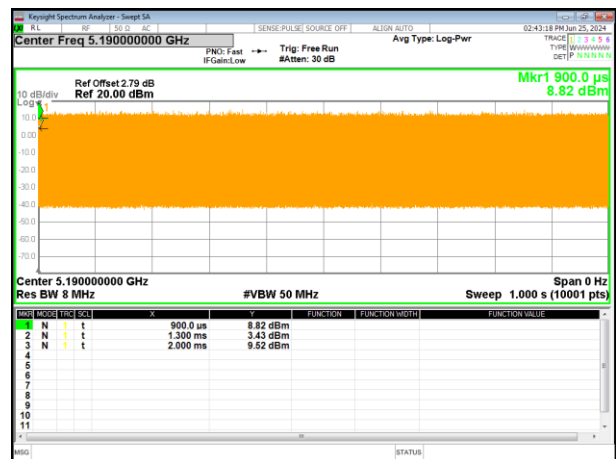 Keysight Spectrum Analyzer - Swept SA
RL RF 50 Ω AC SENSE:PULSE SOURCE OFF ALIGN AUTO 02:43:18 PM Jun 25, 2024
Center Freq 5.190000000 GHz Avg Type: Log-Pwr TRACE 1 2 3 4 5 6
PNO: Fast Trig: Free Run TYPE WWWWWW
IFGain:Low #Atten: 30 dB DET P N N N N N
Mkr1 900.0 µs
Ref Offset 2.79 dB
10 dB/div Ref 20.00 dBm 8.82 dBm
Log
1
10.0
0.00
-10.0
-20.0
-30.0
-40.0
-50.0
-60.0
-70.0
Center 5.190000000 GHz Span 0 Hz
Res BW 8 MHz #VBW 50 MHz Sweep 1.000 s (10001 pts)
MKR MODE TRC SCL X Y FUNCTION FUNCTION WIDTH FUNCTION VALUE
1 N 1 t 900.0 µs 8.82 dBm
2 N 1 t 1.300 ms 3.43 dBm
3 N 1 t 2.000 ms 9.52 dBm
4
5
6
7
8
9
10
11
MSG STATUS